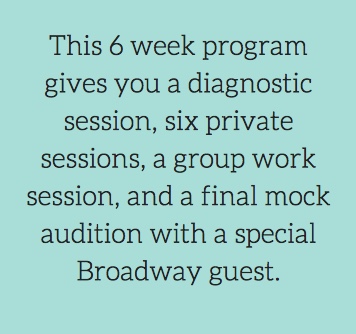 This 6 week program
gives you a diagnostic
session, six private
sessions, a group work
session, and a final mock
audition with a special
Broadway guest.